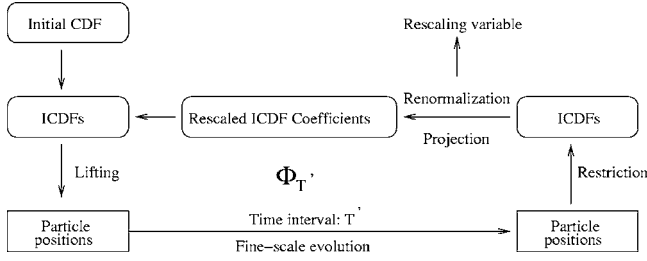 Initial CDF
Rescaling variable
ICDFs
Rescaled ICDF Coefficients
Renormalization
Projection
ICDFs
Lifting
Φ_T'
Restriction
Particle
positions
Time interval: T'
Fine-scale evolution
Particle
positions